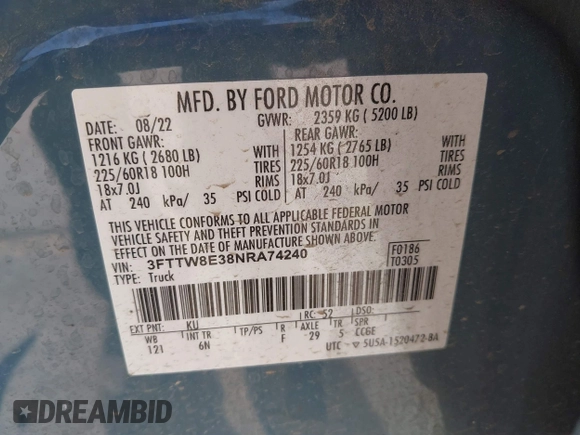 MFD. BY FORD MOTOR CO.
DATE: 08/22 GVWR: 2359 KG ( 5200 LB)
FRONT GAWR: REAR GAWR:
1216 KG ( 2680 LB) WITH 1254 KG ( 2765 LB) WITH
225/60R18 100H TIRES 225/60R18 100H TIRES
18x7.0J RIMS 18x7.0J RIMS
AT 240 kPa/ 35 PSI COLD AT 240 kPa/ 35 PSI COLD
THIS VEHICLE CONFORMS TO ALL APPLICABLE FEDERAL MOTOR
VEHICLE SAFETY AND THEFT PREVENTION STANDARDS IN
EFFECT ON THE DATE OF MANUFACTURE SHOWN ABOVE.
VIN: 3FTTW8E38NRA74240 F0186
TYPE: Truck T0305
EXT PNT: KU RC: 52 DSO:
WB INT TR TP/PS R AXLE TR SPR
121 6N F 29 5 CCGE
UTC 5U5A-1520472-BA
DREAMBID